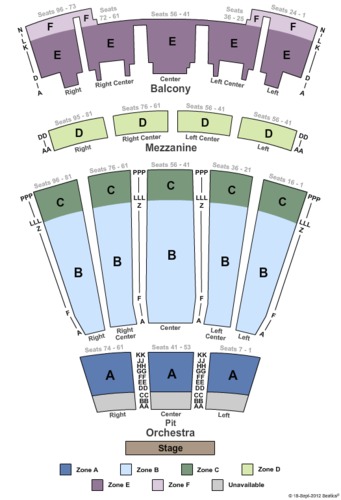 Seats 96 - 73
Seats 72 - 61
Seats 56 - 41
Seats 36 - 25
Seats 24 - 1
F F F F
E E E E E
N L K D A
N L K D A
Right
Right Center
Center
Left Center
Left
Balcony
Seats 95 - 81
Seats 76 - 61
Seats 56 - 41
Seats 56 - 41
DD AA
D D D D
DD AA
Right
Right Center
Left Center
Left
Mezzanine
Seats 96 - 81
Seats 76 - 61
Seats 56 - 41
Seats 36 - 21
Seats 16 - 1
PPP PPP PPP PPP
C C C C C
LLL LLL LLL LLL
Z Z Z Z
B B B B B
F F F F
A A A A
Right
Right Center
Center
Left Center
Left
Seats 74 - 61
Seats 41 - 53
Seats 7 - 1
KK KK
JJ JJ
HH HH
GG GG
FF FF
EE EE
DD DD
CC CC
BB BB
AA AA
A A A
Right
Center
Left
Pit
Orchestra
Stage
Zone A
Zone B
Zone C
Zone D
Zone E
Zone F
Unavailable
© 18-Sept-2012 Seatics